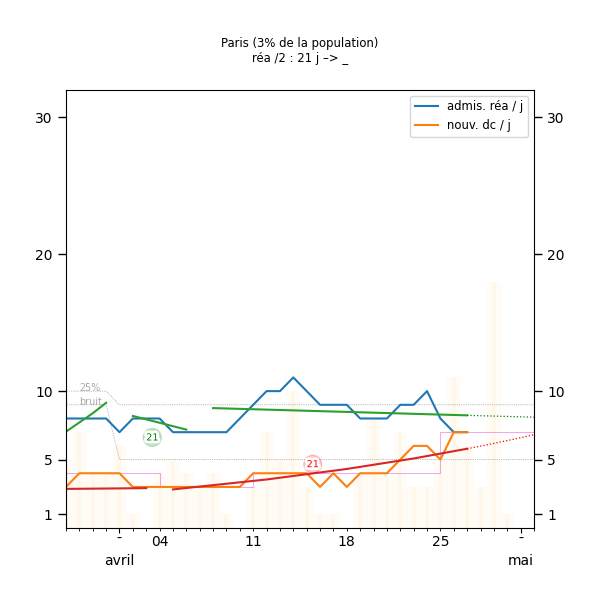 Paris (3% de la population)
réa /2 : 21 j –> _
admis. réa / j
nouv. dc / j
30 30
20 20
25%
10 10
bruit
21
21
5 5
1 1
- 04 11 18 25 -
avril mai